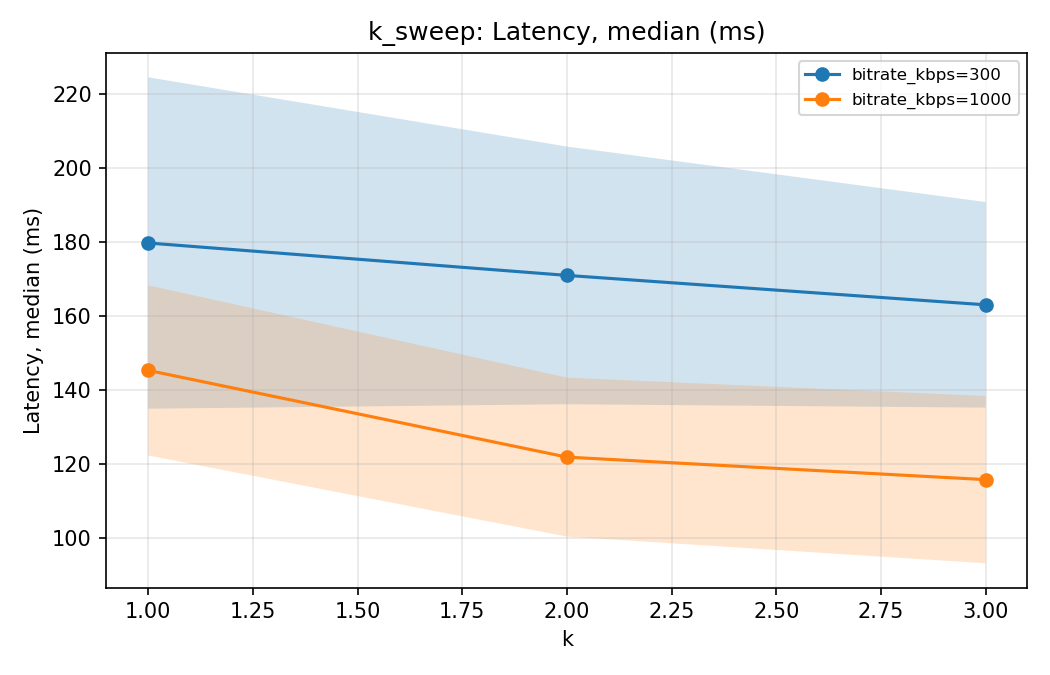 k_sweep: Latency, median (ms)
bitrate_kbps=300
bitrate_kbps=1000
Latency, median (ms)
220
200
180
160
140
120
100
1.00 1.25 1.50 1.75 2.00 2.25 2.50 2.75 3.00
k